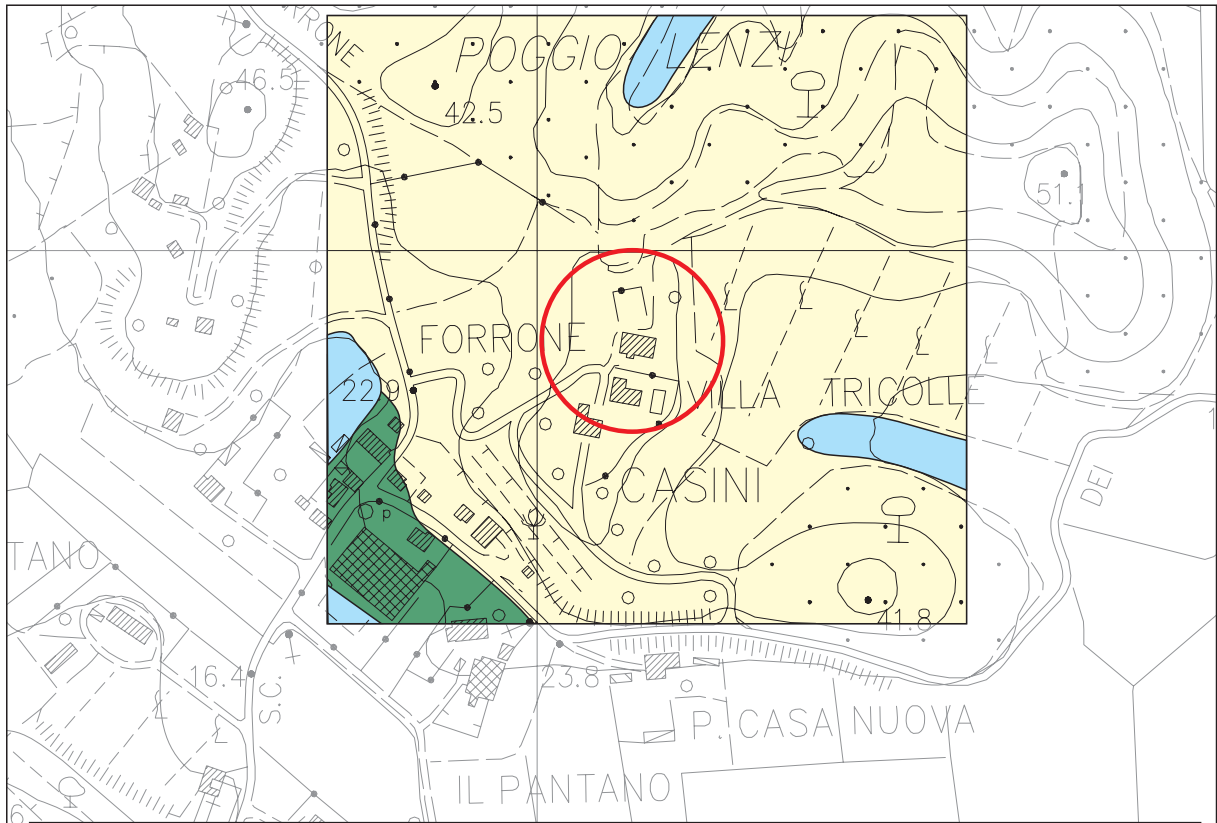 FORRONE
POGGIO LENZI
46.5
42.5
51.1
FORRONE
22.9
VILLA TRICOLLE
CASINI
DEI
p
TANO
41.8
16.4
23.8
S.C.
P. CASA NUOVA
IL PANTANO